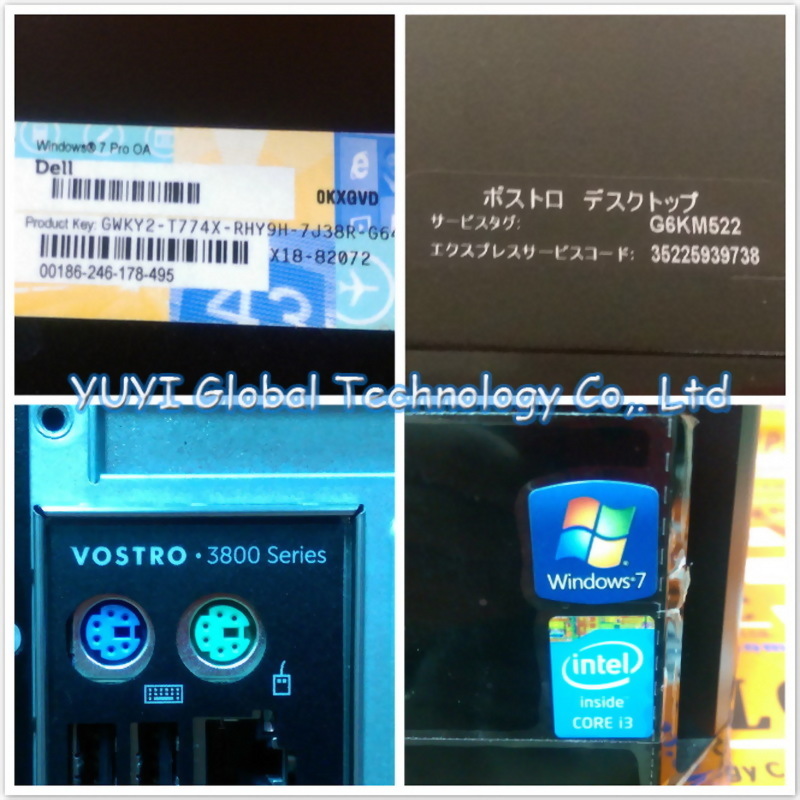 Windows® 7 Pro OA
Dell
0KXGVD
Product Key: GWKY2-T774X-RHY9H-7J38R-G64
X18-82072
00186-246-178-495
ボストロ デスクトップ
サービスタグ: G6KM522
エクスプレスサービスコード: 35225939738
YUYI Global Technology Co,. Ltd
VOSTRO · 3800 Series
Windows®7
intel
inside™
CORE i3